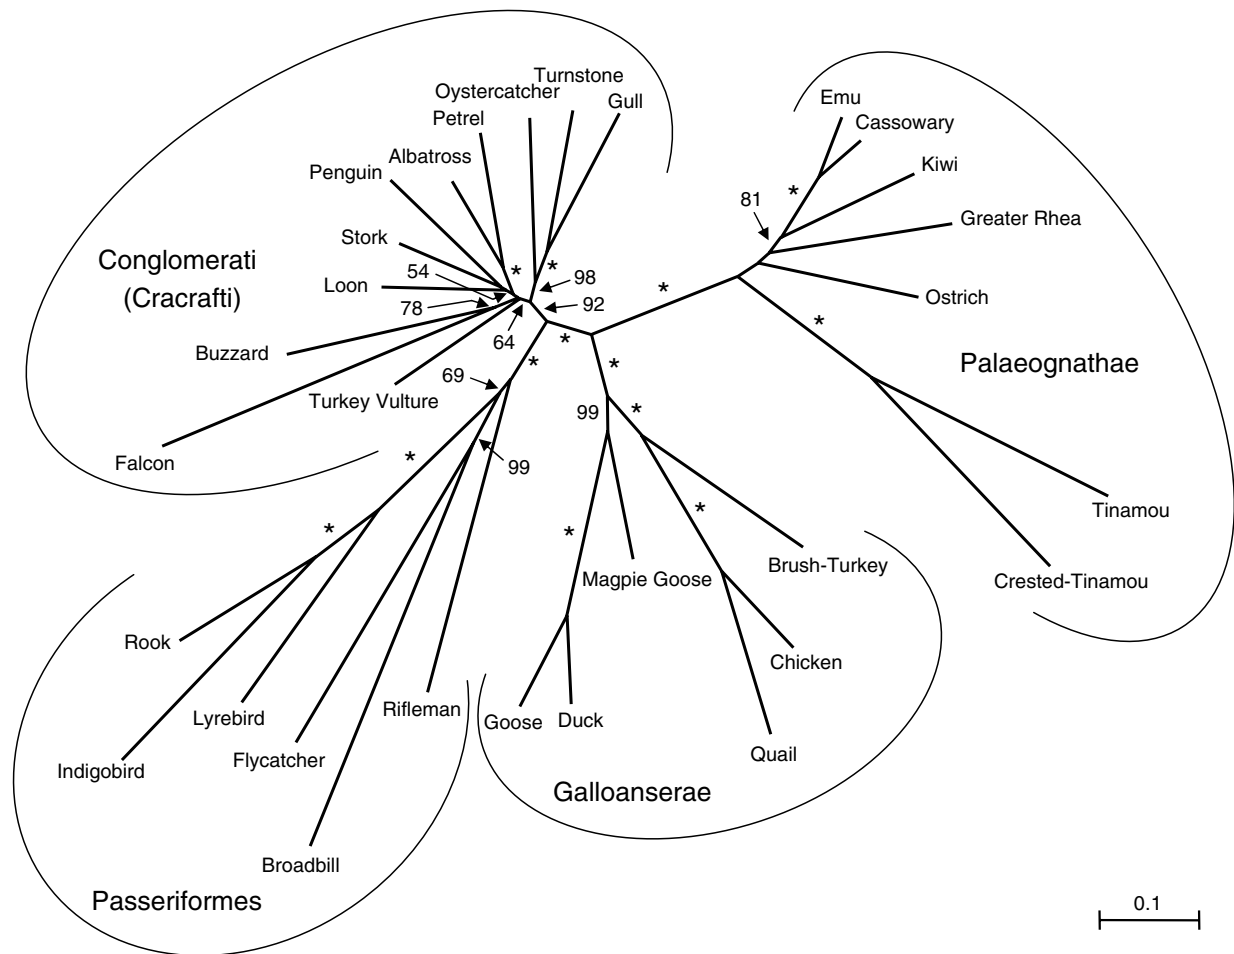 Turnstone
Oystercatcher
Gull
Petrel
Albatross
Penguin
Stork
Loon
Conglomerati
(Cracrafti)
54
*
*
98
78
92
64
*
Buzzard
Turkey Vulture
Falcon
Emu
Cassowary
Kiwi
*
81
Greater Rhea
*
Ostrich
*
Palaeognathae
Tinamou
Crested-Tinamou
*
69
*
99
*
Rook
Lyrebird
Indigobird
Flycatcher
Broadbill
Rifleman
Passeriformes
*
99
*
*
*
Magpie Goose
Brush-Turkey
Chicken
Goose
Duck
Quail
Galloanserae
0.1